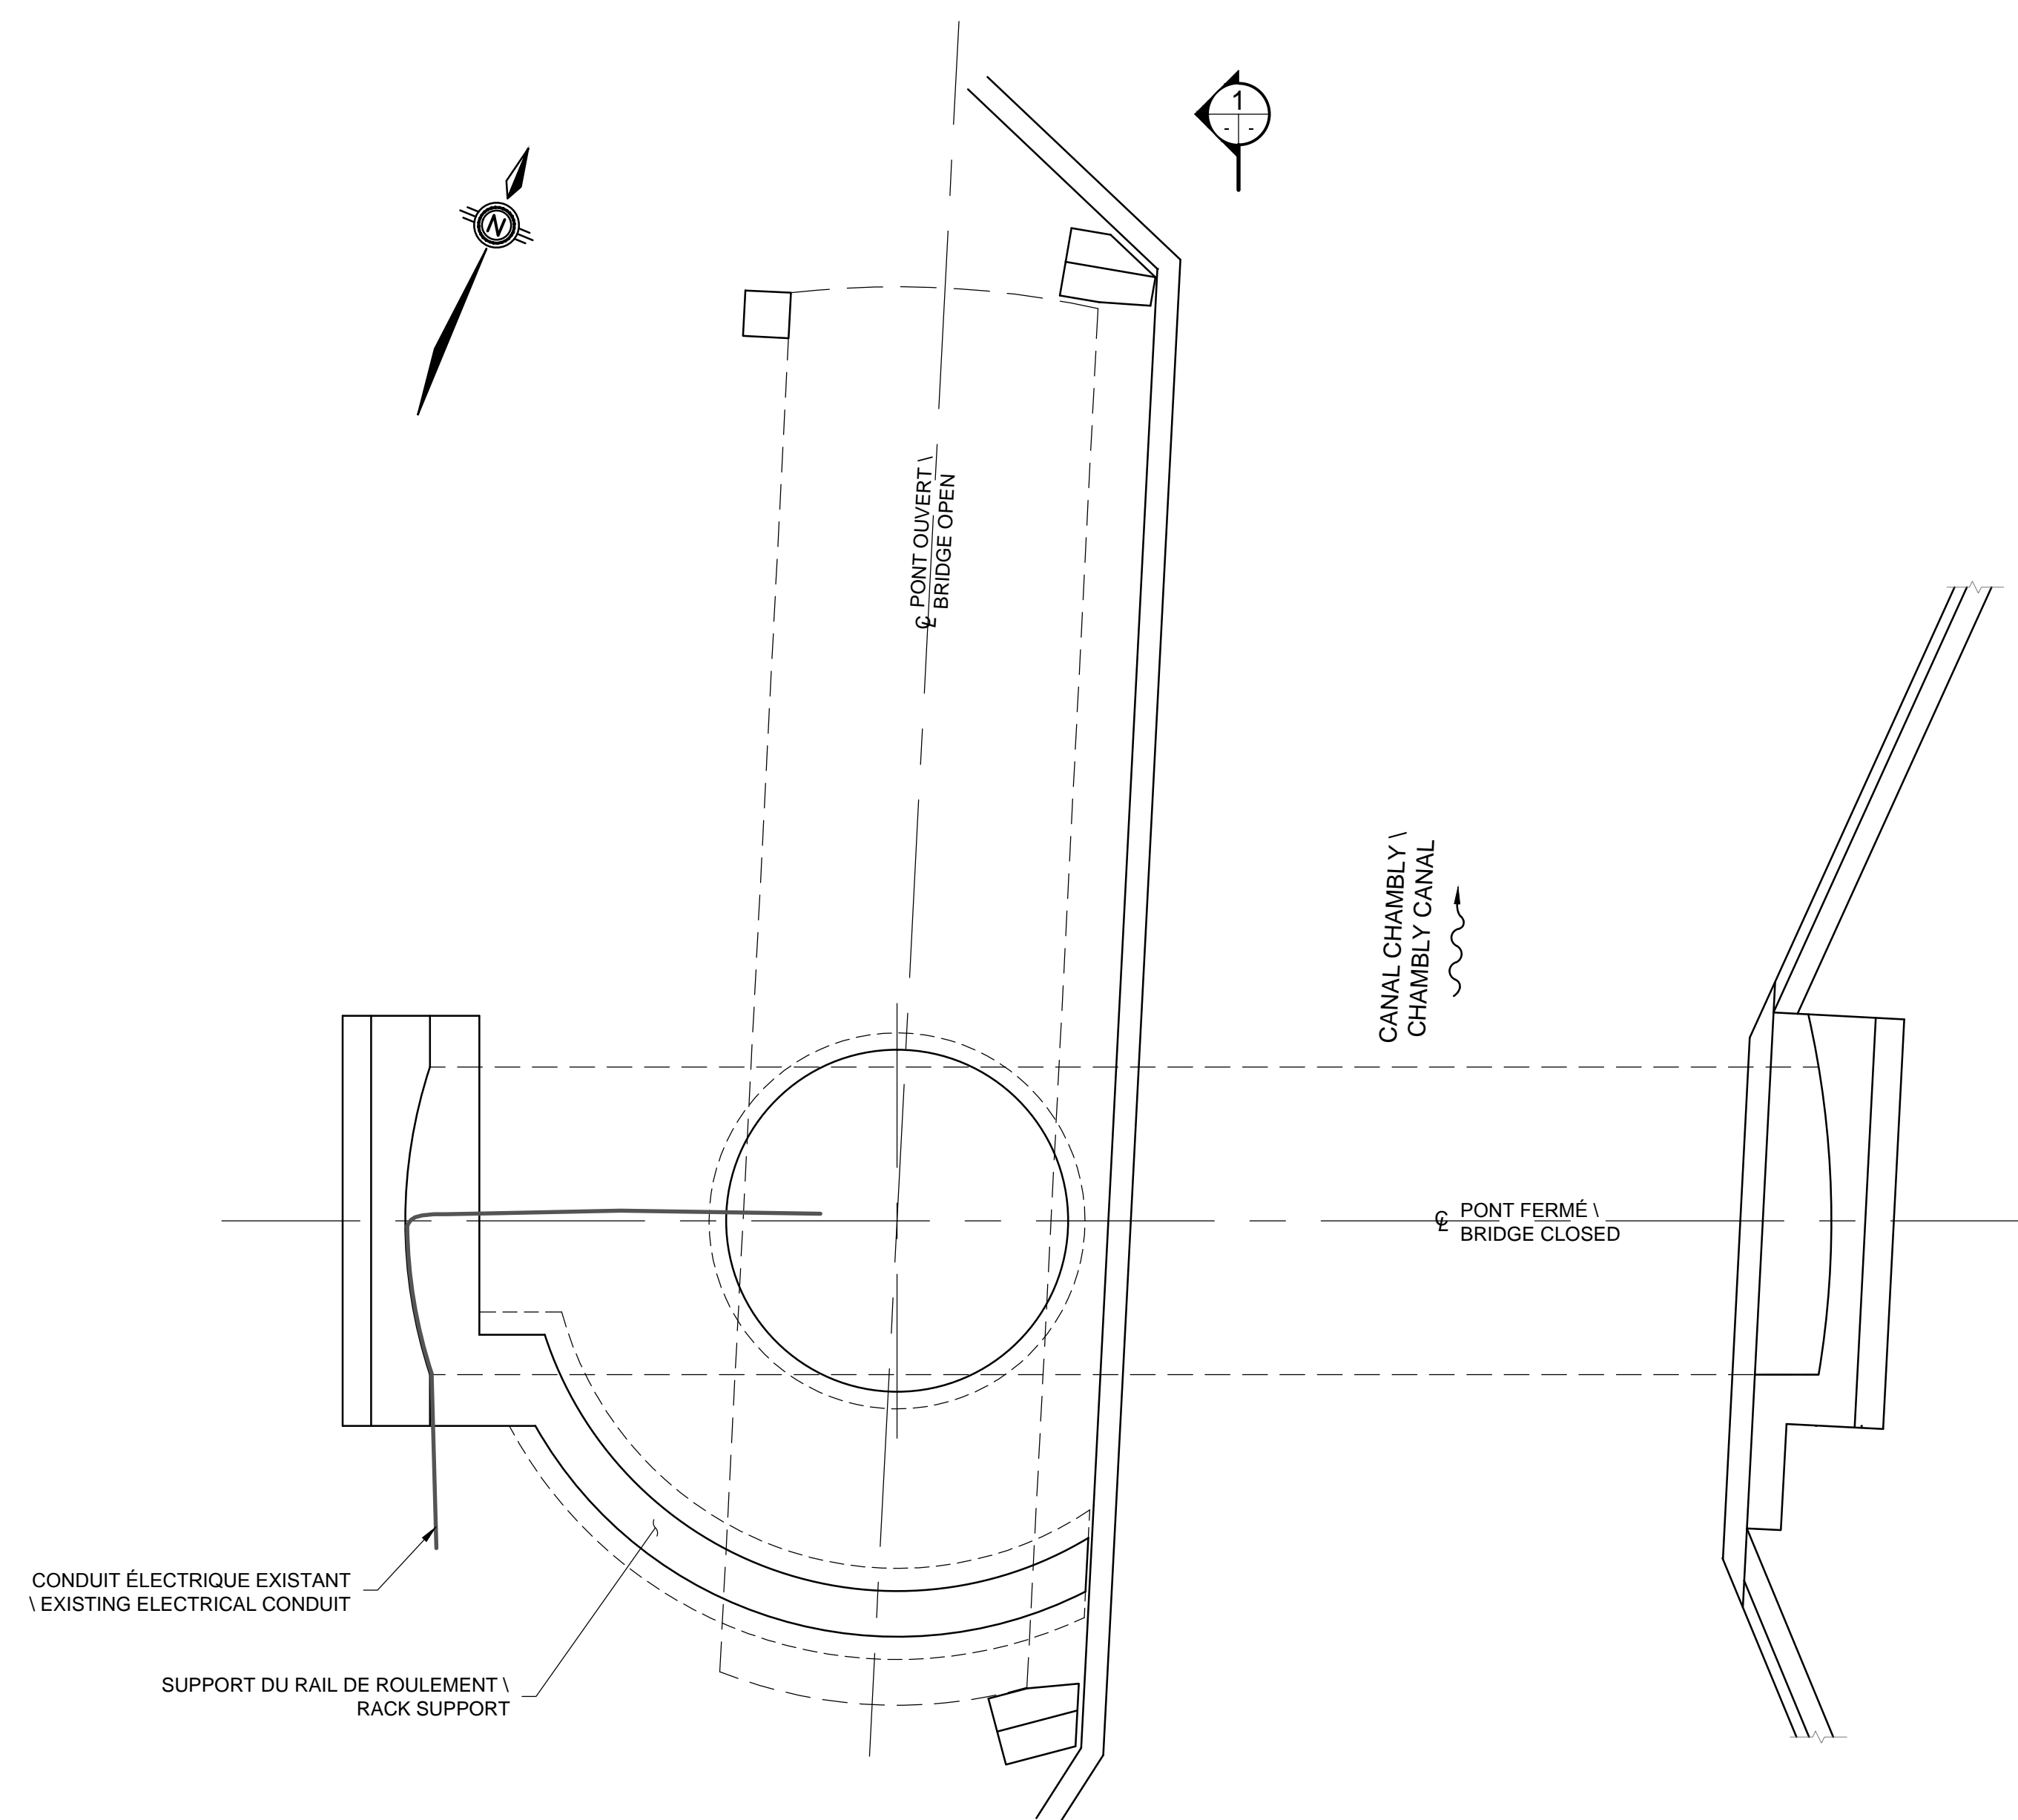 1
- -
N
℄ PONT OUVERT \
BRIDGE OPEN
CANAL CHAMBLY \
CHAMBLY CANAL
℄ PONT FERMÉ \
BRIDGE CLOSED
CONDUIT ÉLECTRIQUE EXISTANT
\ EXISTING ELECTRICAL CONDUIT
SUPPORT DU RAIL DE ROULEMENT \
RACK SUPPORT